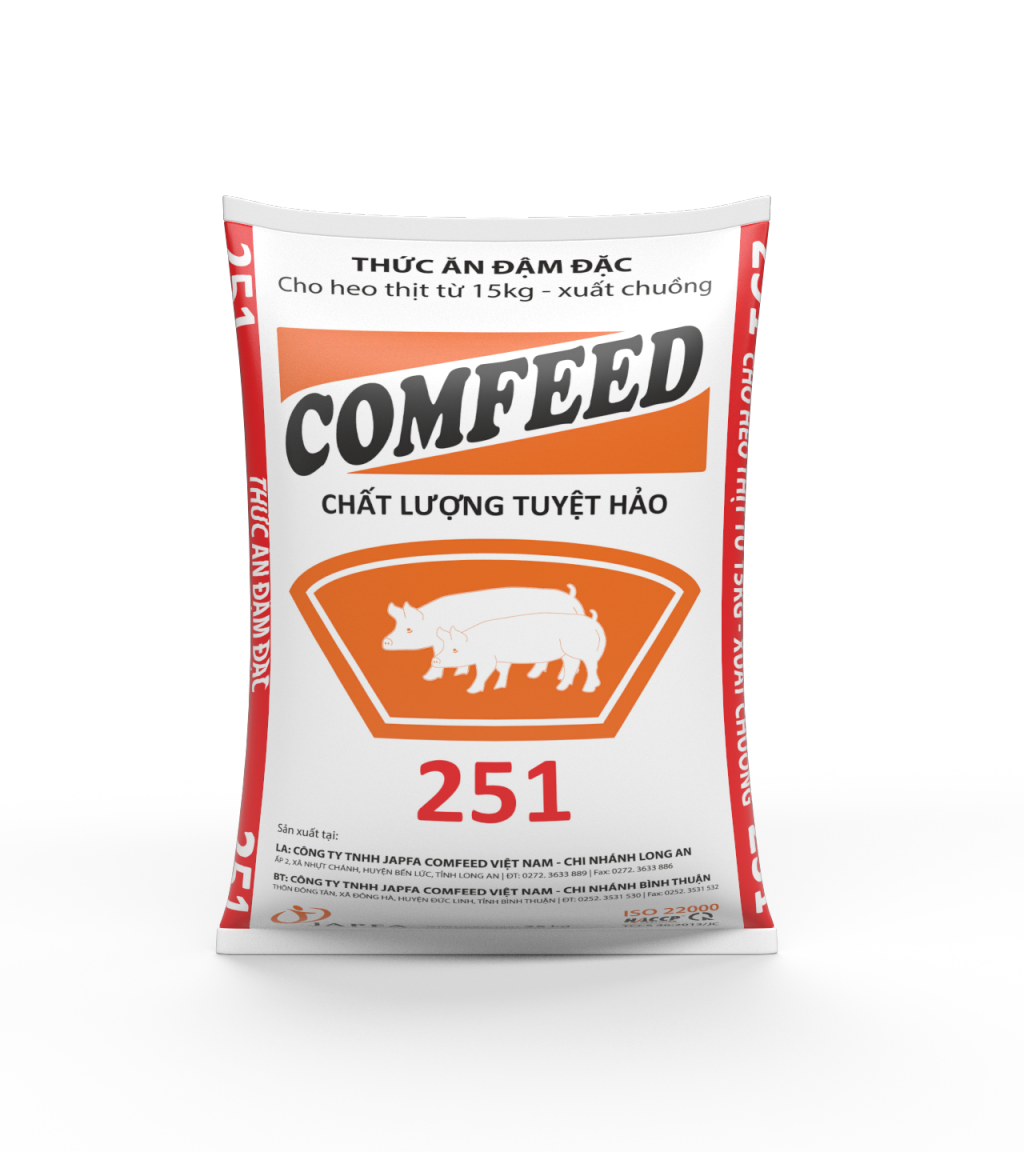 THỨC ĂN ĐẬM ĐẶC
Cho heo thịt từ 15kg - xuất chuồng
COMFEED
CHẤT LƯỢNG TUYỆT HẢO
251
Sản xuất tại:
LA: CÔNG TY TNHH JAPFA COMFEED VIỆT NAM - CHI NHÁNH LONG AN
ẤP 2, XÃ NHỰT CHÁNH, HUYỆN BẾN LỨC, TỈNH LONG AN | ĐT: 0272. 3633 889 | Fax: 0272. 3633 886
BT: CÔNG TY TNHH JAPFA COMFEED VIỆT NAM - CHI NHÁNH BÌNH THUẬN
THÔN ĐÔNG TÂN, XÃ ĐÔNG HÀ, HUYỆN ĐỨC LINH, TỈNH BÌNH THUẬN | ĐT: 0252. 3531 530 | Fax: 0252. 3531 532
JAPFA
ISO 22000
HACCP
251
THỨC ĂN ĐẬM ĐẶC
251
251
CHO HEO THỊT TỪ 15KG - XUẤT CHUỒNG
251